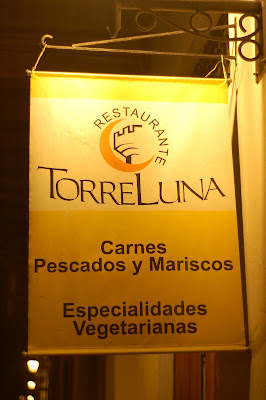 RESTAURANTE
TORRELUNA
Carnes
Pescados y Mariscos
Especialidades
Vegetarianas